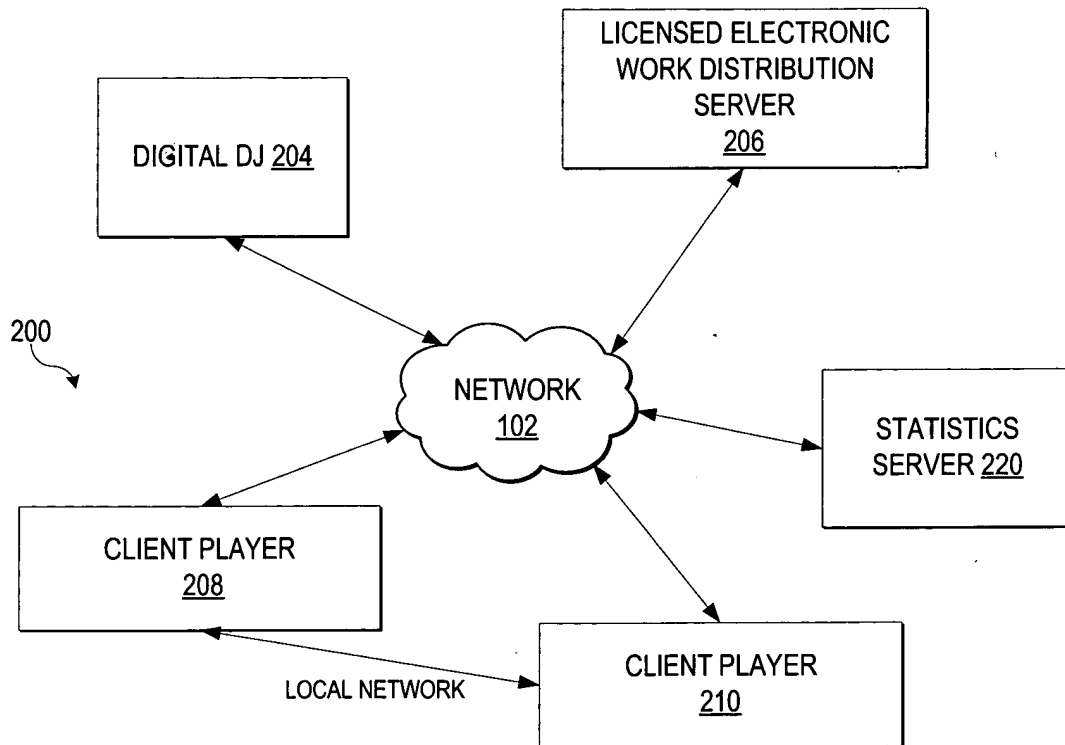 LICENSED ELECTRONIC
WORK DISTRIBUTION
SERVER
206
DIGITAL DJ 204
200
NETWORK
102
STATISTICS
SERVER 220
CLIENT PLAYER
208
LOCAL NETWORK
CLIENT PLAYER
210